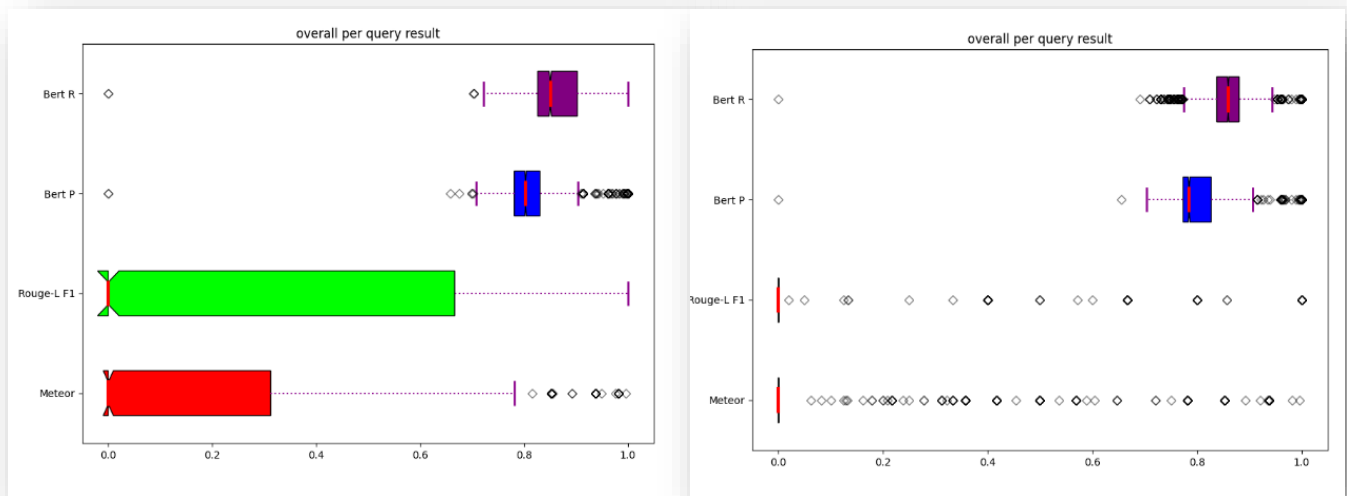 overall per query result
Bert R
Bert P
Rouge-L F1
Meteor
0.0 0.2 0.4 0.6 0.8 1.0
overall per query result
Bert R
Bert P
Rouge-L F1
Meteor
0.0 0.2 0.4 0.6 0.8 1.0